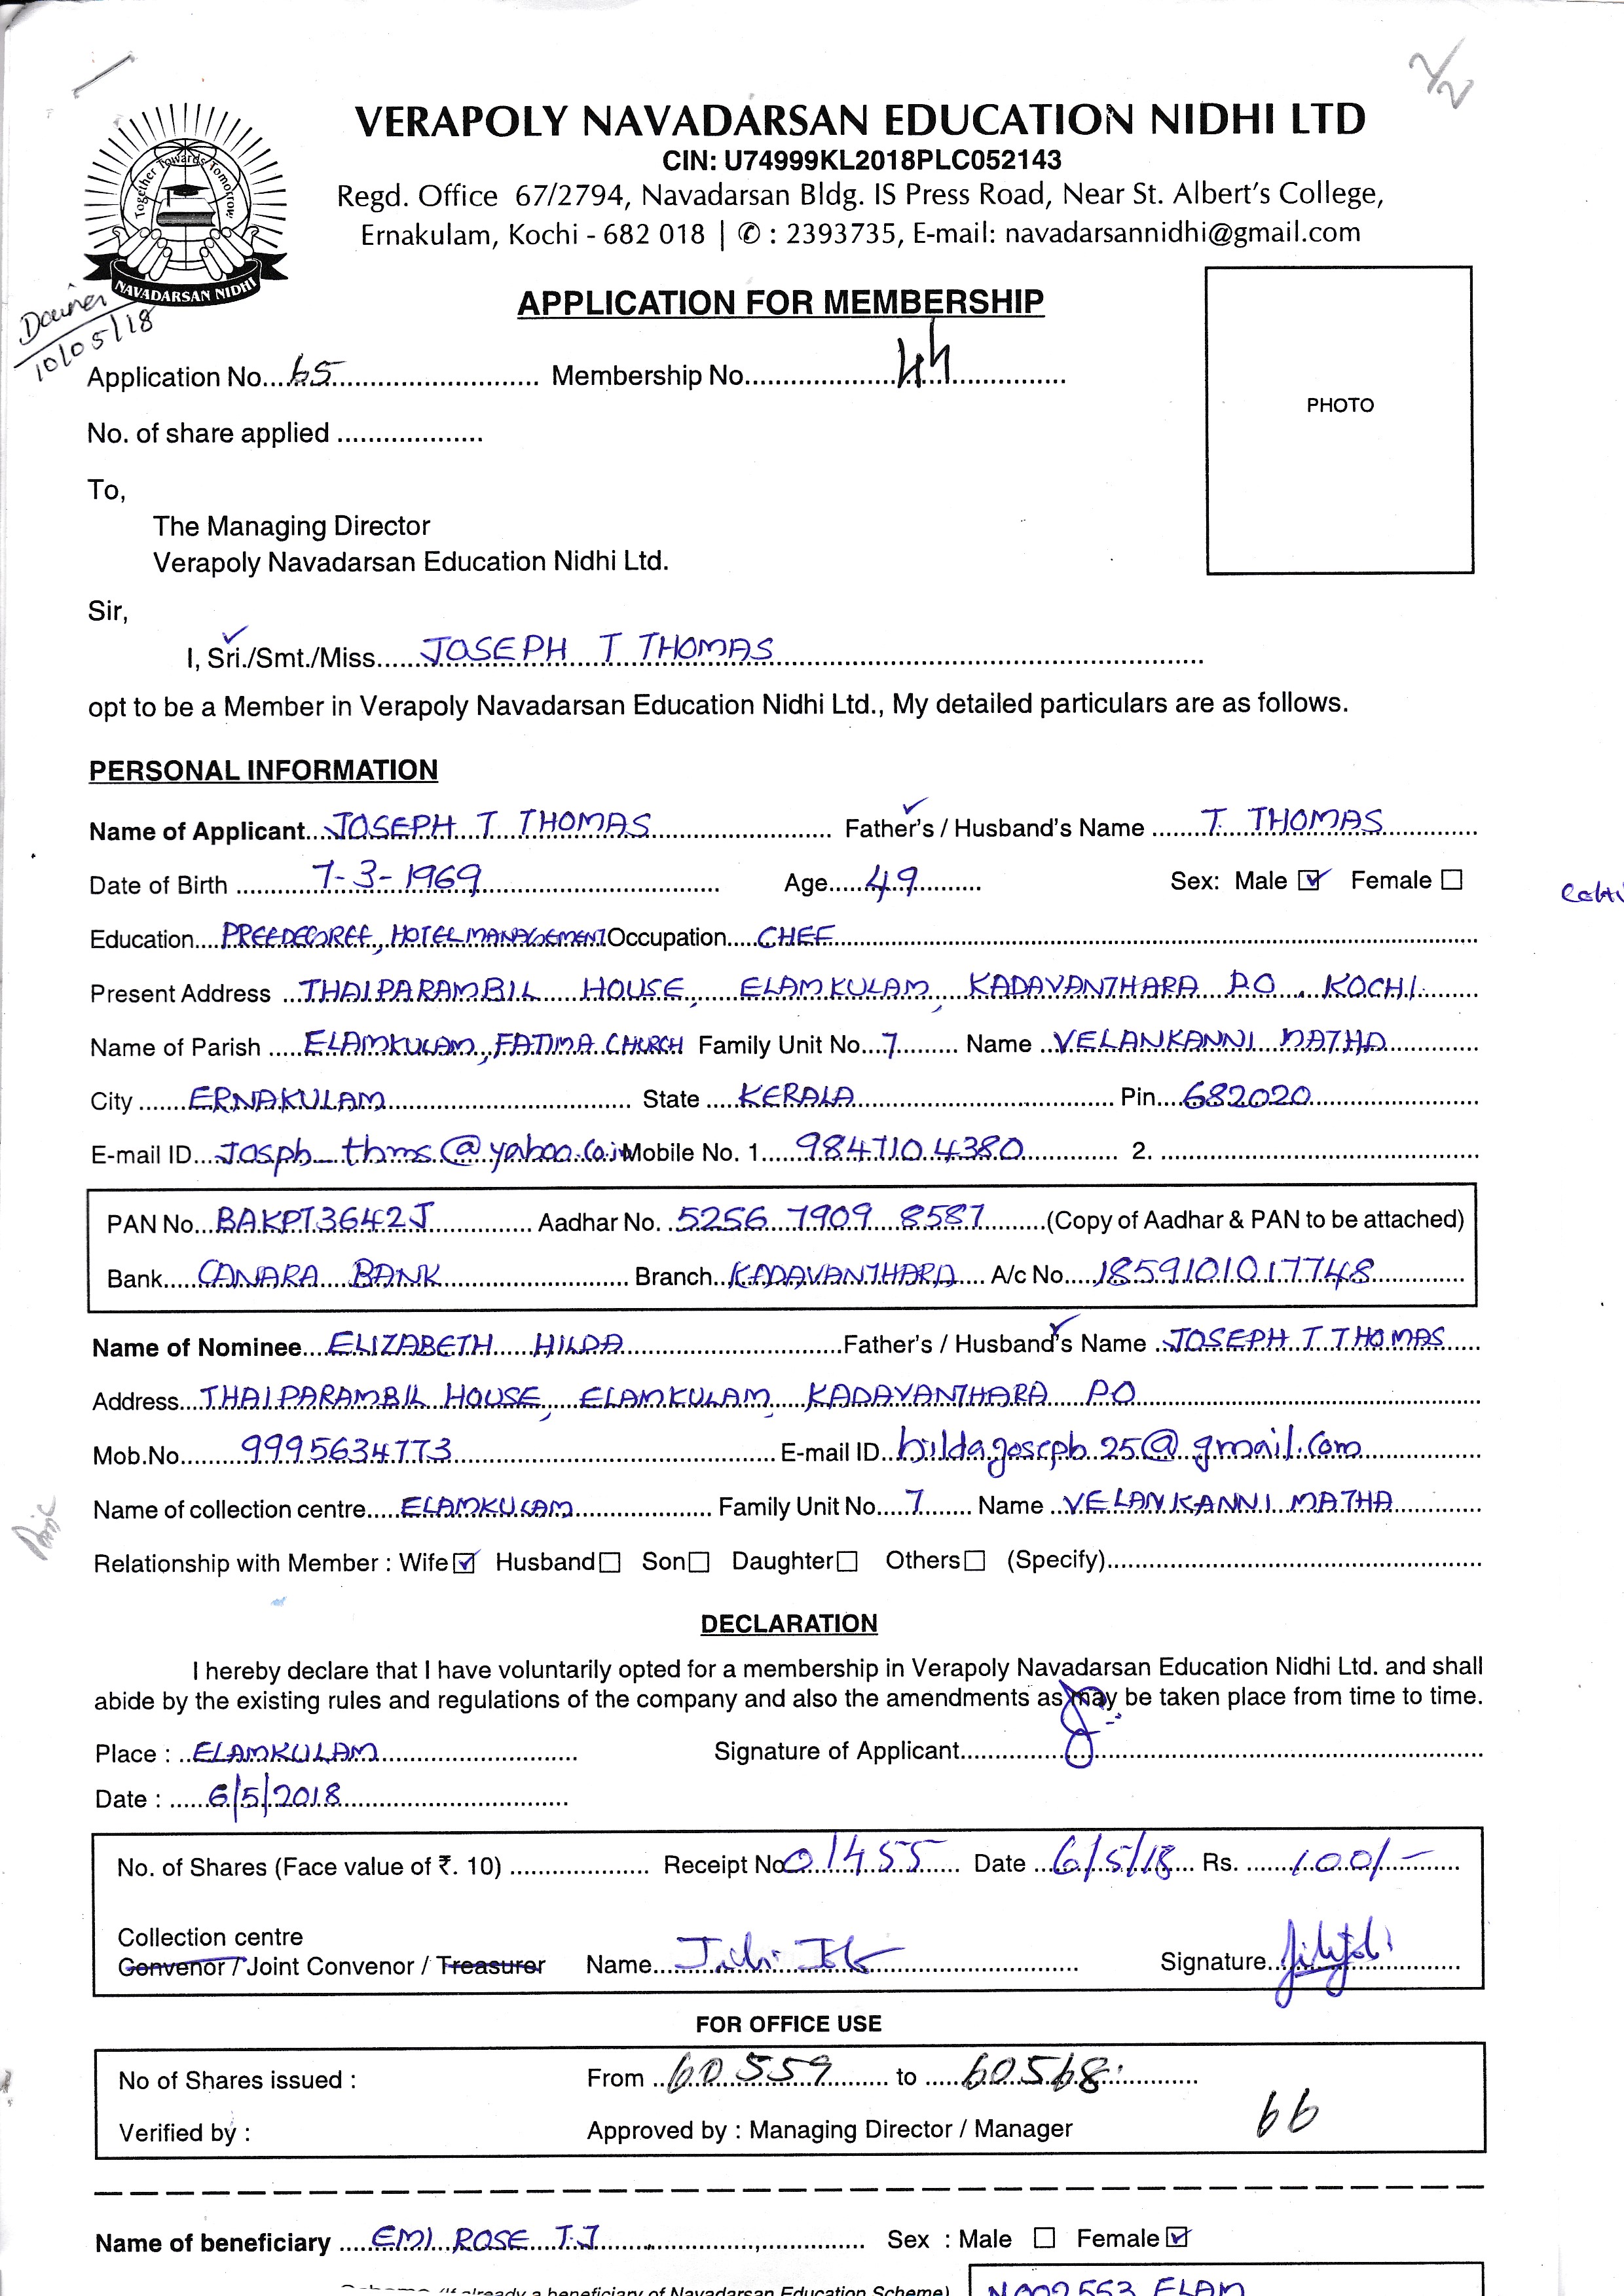 VERAPOLY NAVADARSAN EDUCATION NIDHI LTD
CIN: U74999KL2018PLC052143
Regd. Office 67/2794, Navadarsan Bldg. IS Press Road, Near St. Albert's College,
Ernakulam, Kochi - 682 018 | ✆ : 2393735, E-mail: navadarsannidhi@gmail.com
Together Towards Tomorrow
NAVADARSAN NIDHI
10/05/18
APPLICATION FOR MEMBERSHIP
Application No....65.... Membership No....
No. of share applied ....
PHOTO
To,
The Managing Director
Verapoly Navadarsan Education Nidhi Ltd.
Sir,
I, Sri./Smt./Miss....JOSEPH T THOMAS....
opt to be a Member in Verapoly Navadarsan Education Nidhi Ltd., My detailed particulars are as follows.
PERSONAL INFORMATION
Name of Applicant...JOSEPH T THOMAS.... Father's / Husband's Name ....T. THOMAS....
Date of Birth ....7-3-1969.... Age....49.... Sex: Male ☑ Female ☐
Education....PREEDEGREE, HOTEL MANAGEMENT Occupation....CHEF....
Present Address ...THAIPARAMBIL HOUSE, ELAMKULAM, KADAVANTHARA P.O. KOCHI....
Name of Parish ....ELAMKULAM, FATIMA CHURCH Family Unit No...7.... Name ..VELANKANNI MATHA....
City ....ERNAKULAM.... State ....KERALA.... Pin....682020....
E-mail ID...Josph_thms@yahoo.co.in Mobile No. 1....9847104380.... 2. ....
PAN No...BAKPT3642J.... Aadhar No. ..5256 7909 8587....(Copy of Aadhar & PAN to be attached)
Bank....CANARA BANK.... Branch..KADAVANTHARA.... A/c No....1859101017748....
Name of Nominee...ELIZABETH HILDA....Father's / Husband's Name .JOSEPH T THOMAS....
Address..THAIPARAMBIL HOUSE, ELAMKULAM, KADAVANTHARA P.O....
Mob.No....9995634773.... E-mail ID..hildajoseph.25@gmail.com....
Name of collection centre....ELAMKULAM.... Family Unit No....7.... Name ..VELANKANNI MATHA....
Relationship with Member : Wife ☑ Husband ☐ Son ☐ Daughter ☐ Others ☐ (Specify)....
DECLARATION
I hereby declare that I have voluntarily opted for a membership in Verapoly Navadarsan Education Nidhi Ltd. and shall
abide by the existing rules and regulations of the company and also the amendments as may be taken place from time to time.
Place : ..ELAMKULAM.... Signature of Applicant....
Date : ....6/5/2018....
No. of Shares (Face value of ₹. 10) .... Receipt No 01455.... Date ..6/5/18.... Rs. ....100/-....
Collection centre
Convenor / Joint Convenor / Treasurer Name.... Signature....
FOR OFFICE USE
No of Shares issued : From ..60559.... to ....60568....
Verified by : Approved by : Managing Director / Manager 66
Name of beneficiary ....EMI ROSE T.J.... Sex : Male ☐ Female ☑
(If already a beneficiary of Navadarsan Education Scheme) N002553 ELAM